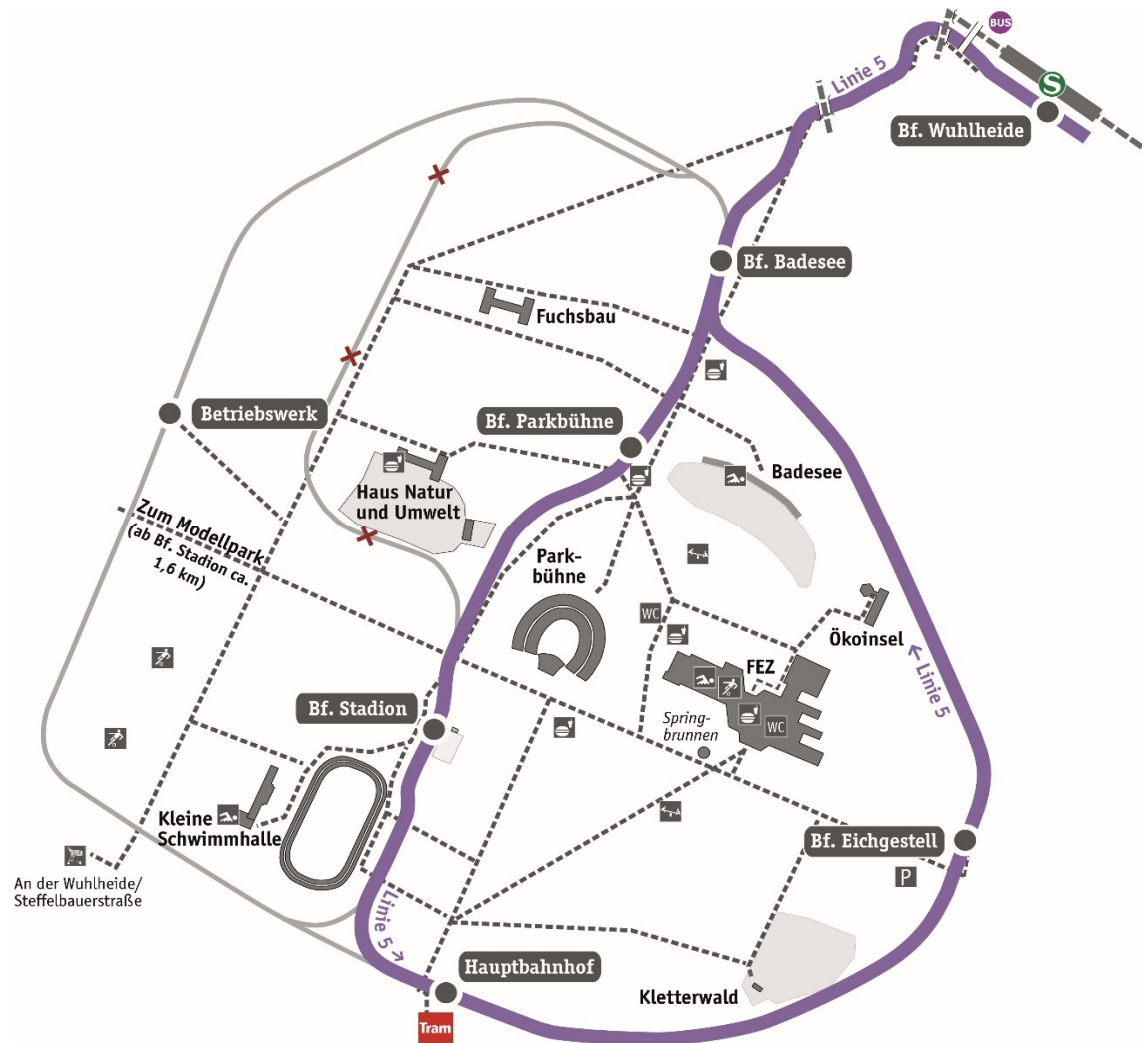 BUS
Linie 5
S
Bf. Wuhlheide
Bf. Badesee
Fuchsbau
Betriebswerk
Bf. Parkbühne
Badesee
Haus Natur
und Umwelt
Zum Modellpark
(ab Bf. Stadion ca.
1,6 km)
Park-
bühne
WC
Ökoinsel
FEZ
← Linie 5
Bf. Stadion
Spring-
brunnen
WC
Kleine
Schwimmhalle
Bf. Eichgestell
P
An der Wuhlheide/
Steffelbauerstraße
Linie 5 →
Hauptbahnhof
Kletterwald
Tram